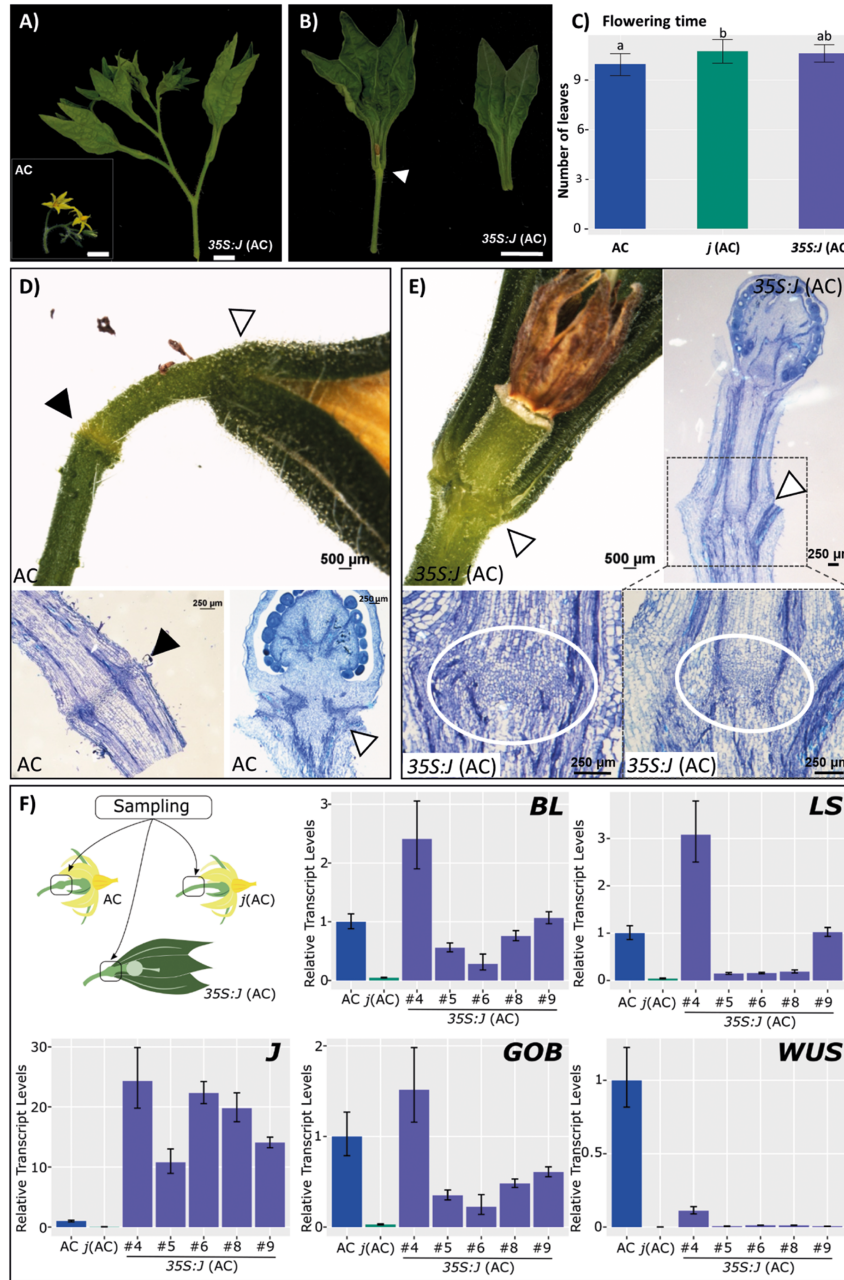 A)
AC
35S:J (AC)
B)
35S:J (AC)
C) Flowering time
Number of leaves
9
6
3
0
a
b
ab
AC
j (AC)
35S:J (AC
D)
500 µm
AC
250 µm
AC
250 µm
AC
E)
35S:J (AC)
500 µm
35S:J (AC)
250 µm
35S:J (AC)
250 µm
35S:J (AC)
250 µm
F)
Sampling
AC
j(AC)
35S:J (AC)
BL
Relative Transcript Levels
3
2
1
0
AC j(AC) #4 #5 #6 #8 #9
35S:J (AC)
LS
Relative Transcript Levels
3
2
1
0
AC j(AC) #4 #5 #6 #8 #9
35S:J (AC)
J
Relative Transcript Levels
30
20
10
0
AC j(AC) #4 #5 #6 #8 #9
35S:J (AC)
GOB
Relative Transcript Levels
2
1
0
AC j(AC) #4 #5 #6 #8 #9
35S:J (AC)
WUS
Relative Transcript Levels
1
0.5
0
AC j(AC) #4 #5 #6 #8 #9
35S:J (AC)